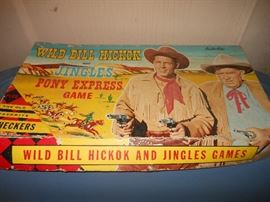 WILD BILL HICKOK
JINGLES
PONY EXPRESS
GAME
CHECKERS
WILD BILL HICKOK AND JINGLES GAMES